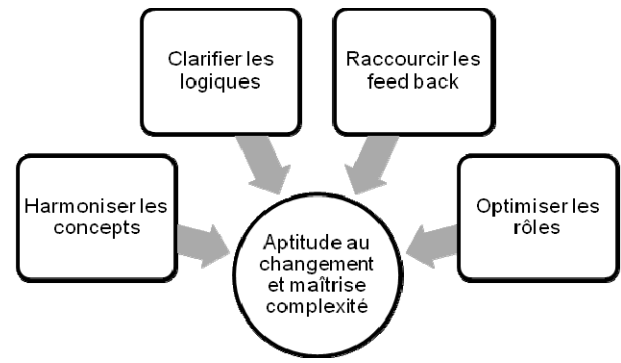 Clarifier les
logiques
Raccourcir les
feed back
Harmoniser les
concepts
Optimiser les
rôles
Aptitude au
changement
et maîtrise
complexité